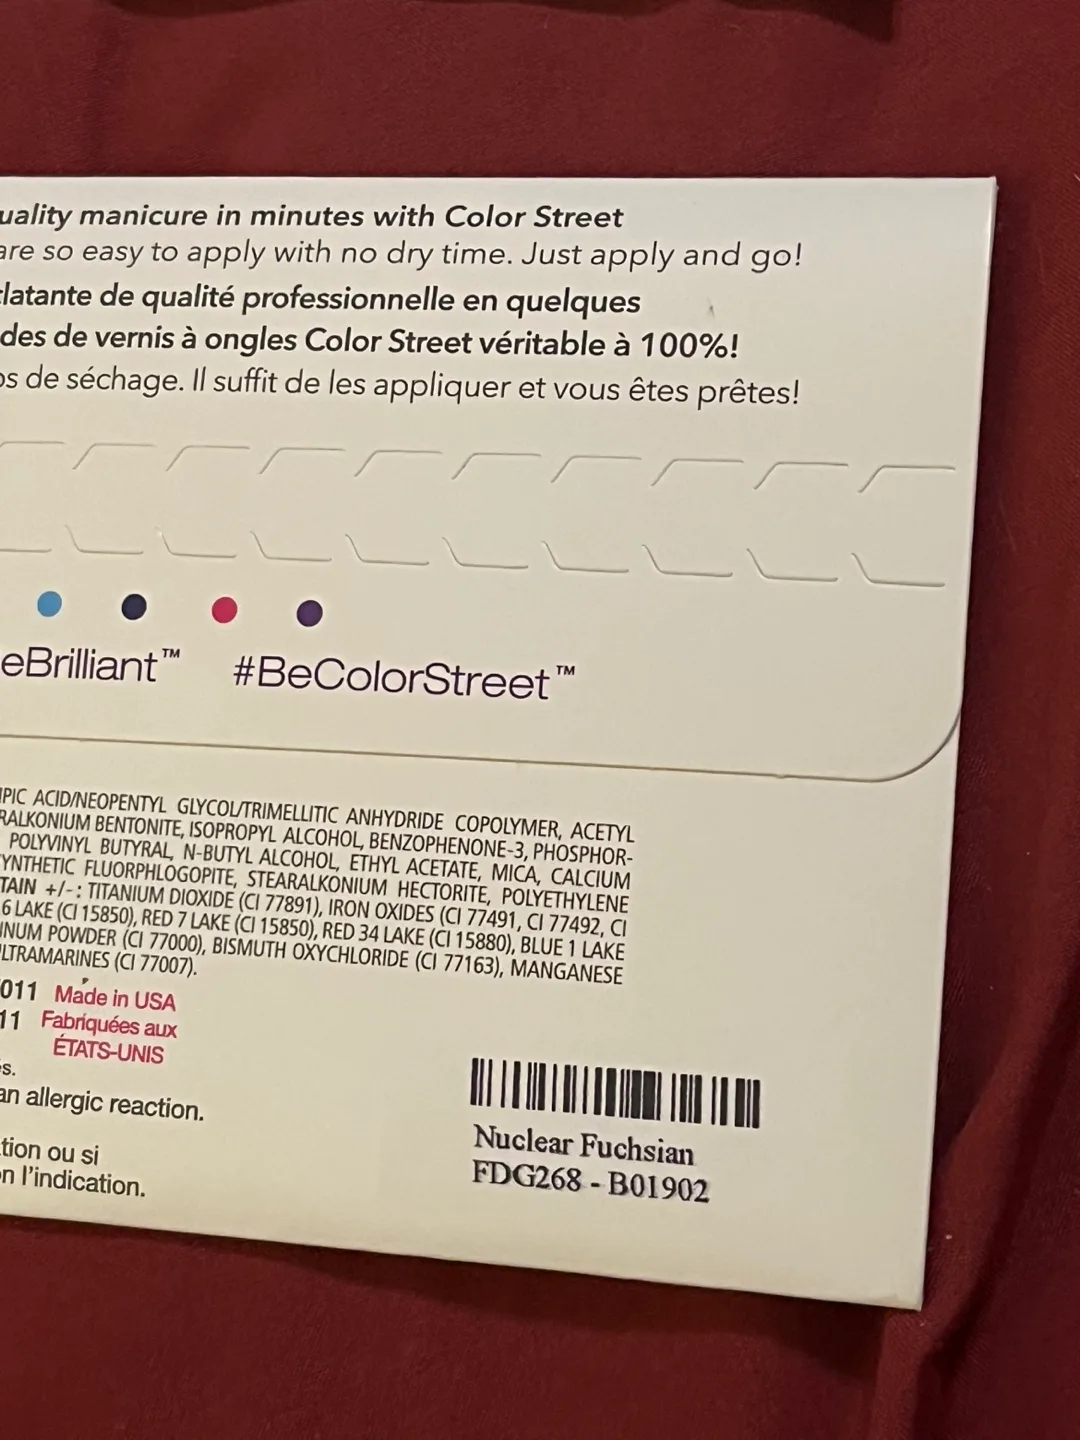 uality manicure in minutes with Color Street
are so easy to apply with no dry time. Just apply and go!
clatante de qualité professionnelle en quelques
des de vernis à ongles Color Street véritable à 100%!
ps de séchage. Il suffit de les appliquer et vous êtes prêtes!
eBrilliant™ #BeColorStreet™
IPIC ACID/NEOPENTYL GLYCOL/TRIMELLITIC ANHYDRIDE COPOLYMER, ACETYL
RALKONIUM BENTONITE, ISOPROPYL ALCOHOL, BENZOPHENONE-3, PHOSPHOR-
POLYVINYL BUTYRAL, N-BUTYL ALCOHOL, ETHYL ACETATE, MICA, CALCIUM
YNTHETIC FLUORPHLOGOPITE, STEARALKONIUM HECTORITE, POLYETHYLENE
TAIN +/-: TITANIUM DIOXIDE (CI 77891), IRON OXIDES (CI 77491, CI 77492, CI
6 LAKE (CI 15850), RED 7 LAKE (CI 15850), RED 34 LAKE (CI 15880), BLUE 1 LAKE
INUM POWDER (CI 77000), BISMUTH OXYCHLORIDE (CI 77163), MANGANESE
LTRAMARINES (CI 77007).
011 Made in USA
11 Fabriquées aux
ÉTATS-UNIS
s.
an allergic reaction.
tion ou si
n l'indication.
Nuclear Fuchsian
FDG268 - B01902